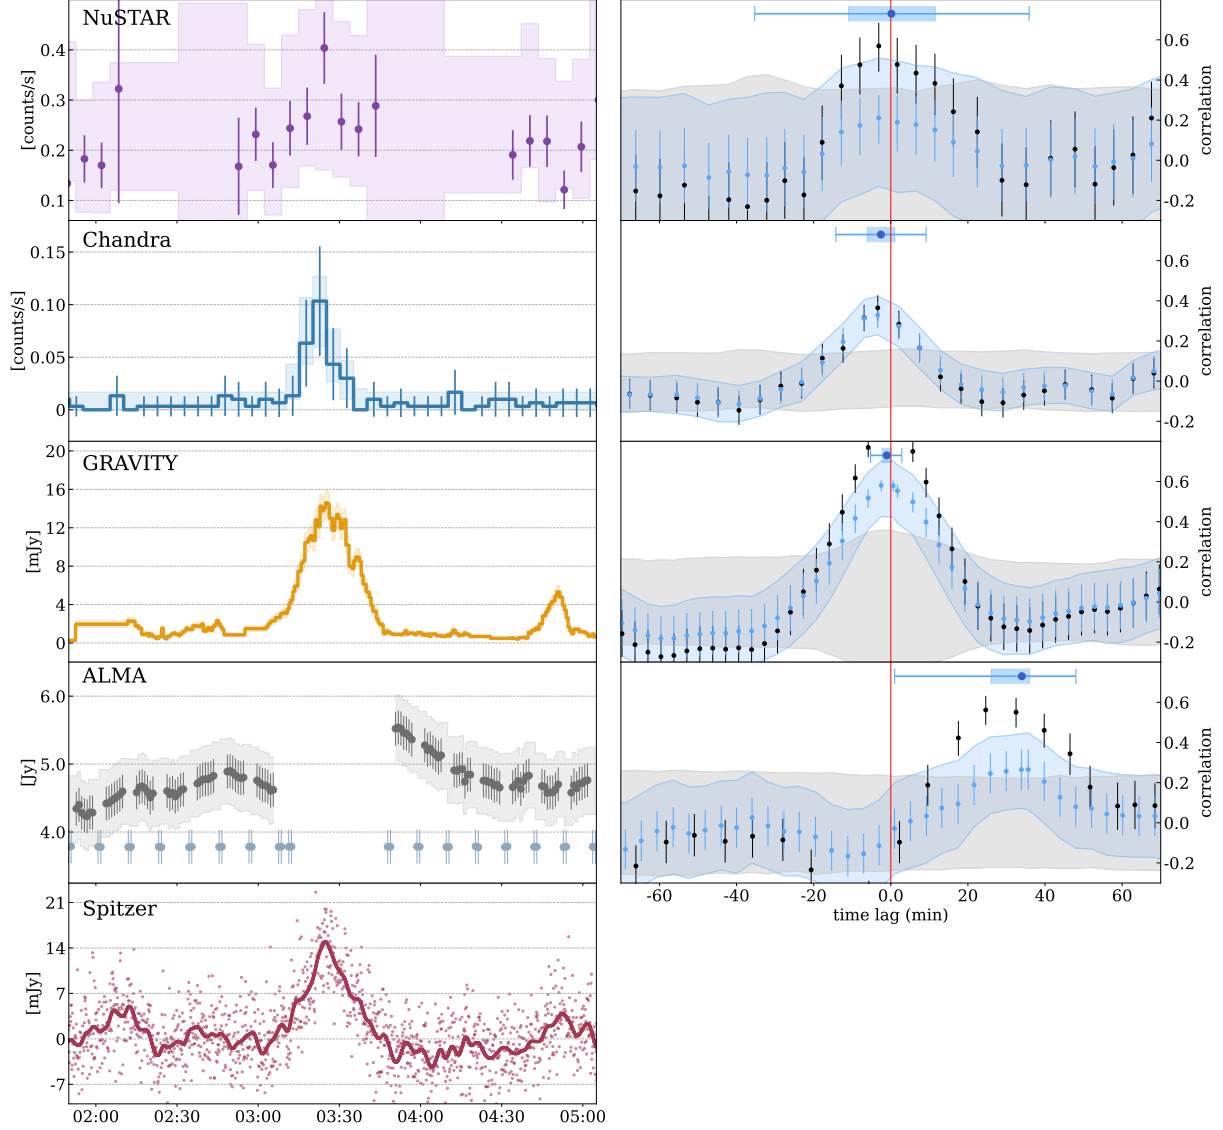 NuSTAR
[counts/s]
0.4
0.3
0.2
0.1
Chandra
[counts/s]
0.15
0.10
0.05
0
GRAVITY
[mJy]
20
16
12
8
4
0
ALMA
[Jy]
6.0
5.0
4.0
Spitzer
[mJy]
21
14
7
0
-7
02:00 02:30 03:00 03:30 04:00 04:30 05:00
0.6
0.4
0.2
0.0
-0.2
correlation
0.6
0.4
0.2
0.0
-0.2
correlation
0.6
0.4
0.2
0.0
-0.2
correlation
0.6
0.4
0.2
0.0
-0.2
correlation
-60 -40 -20 0.0 20 40 60
time lag (min)